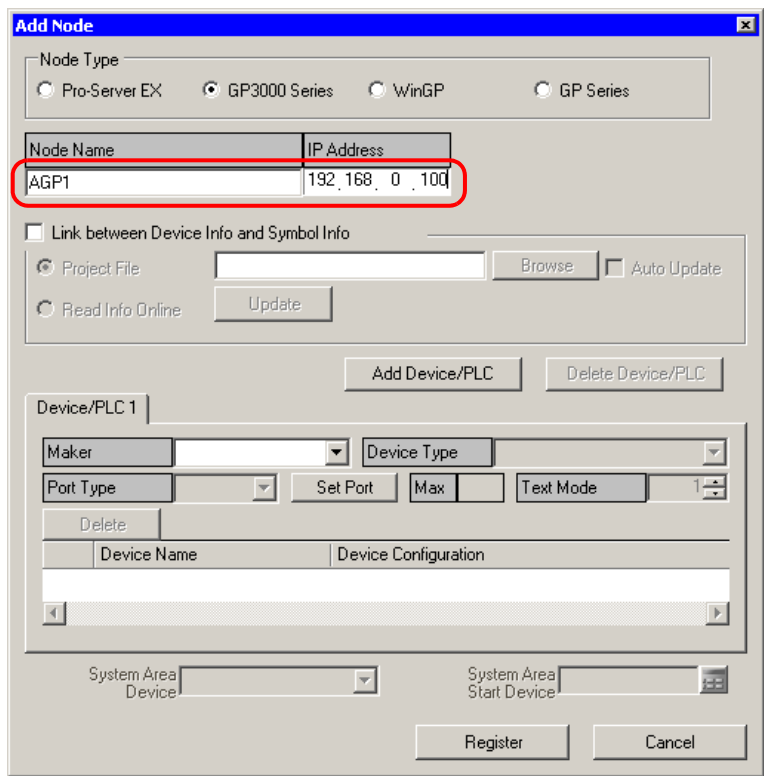 Add Node
Node Type
Pro-Server EX GP3000 Series WinGP GP Series
Node Name IP Address
AGP1 192.168. 0 .100
Link between Device Info and Symbol Info
Project File Browse Auto Update
Read Info Online Update
Add Device/PLC Delete Device/PLC
Device/PLC 1
Maker Device Type
Port Type Set Port Max Text Mode 1
Delete
Device Name Device Configuration
System Area Device System Area Start Device
Register Cancel